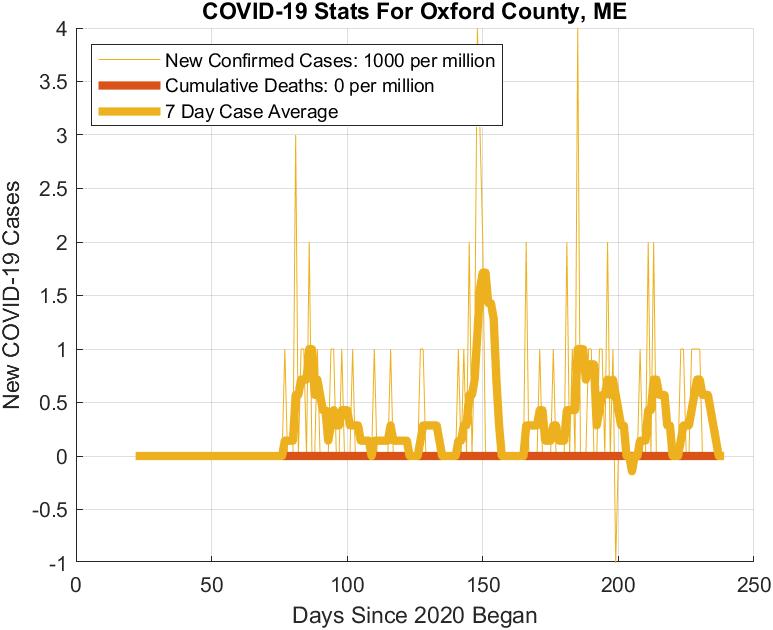 COVID-19 Stats For Oxford County, ME
New Confirmed Cases: 1000 per million
Cumulative Deaths: 0 per million
7 Day Case Average
New COVID-19 Cases
4
3.5
3
2.5
2
1.5
1
0.5
0
-0.5
-1
0 50 100 150 200 250
Days Since 2020 Began